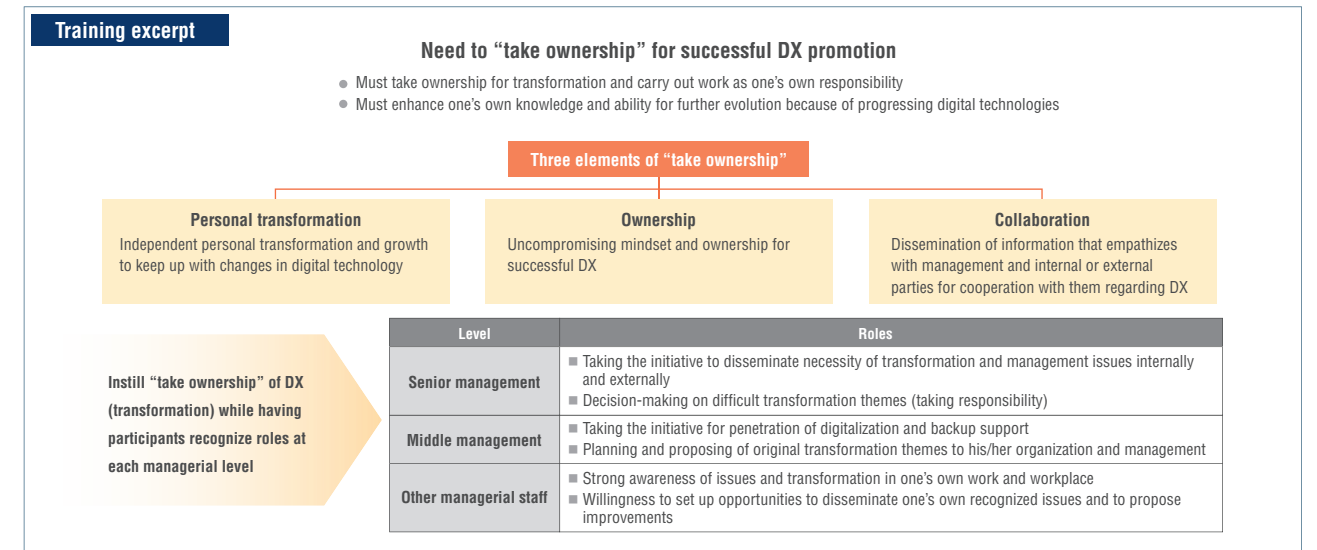 Training excerpt
Need to “take ownership” for successful DX promotion
● Must take ownership for transformation and carry out work as one’s own responsibility
● Must enhance one’s own knowledge and ability for further evolution because of progressing digital technologies
Three elements of “take ownership”
Personal transformation
Independent personal transformation and growth
to keep up with changes in digital technology
Ownership
Uncompromising mindset and ownership for
successful DX
Collaboration
Dissemination of information that empathizes
with management and internal or external
parties for cooperation with them regarding DX
Instill “take ownership” of DX
(transformation) while having
participants recognize roles at
each managerial level
Level
Roles
Senior management
■ Taking the initiative to disseminate necessity of transformation and management issues internally
and externally
■ Decision-making on difficult transformation themes (taking responsibility)
Middle management
■ Taking the initiative for penetration of digitalization and backup support
■ Planning and proposing of original transformation themes to his/her organization and management
Other managerial staff
■ Strong awareness of issues and transformation in one’s own work and workplace
■ Willingness to set up opportunities to disseminate one’s own recognized issues and to propose
improvements